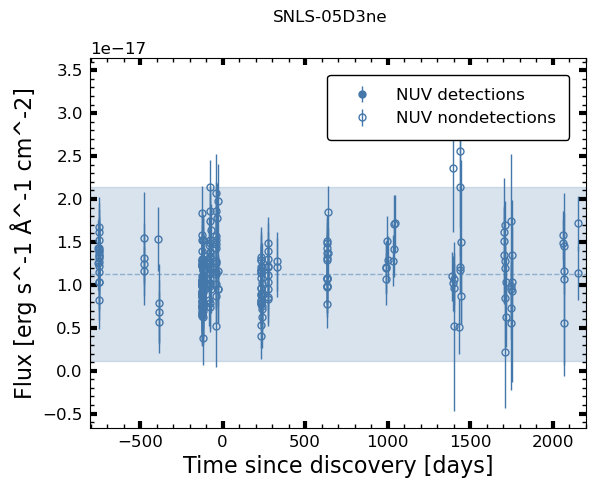 SNLS-05D3ne
1e−17
3.5
3.0
2.5
2.0
1.5
1.0
0.5
0.0
−0.5
Flux [erg s^-1 Å^-1 cm^-2]
NUV detections
NUV nondetections
−500
0
500
1000
1500
2000
Time since discovery [days]